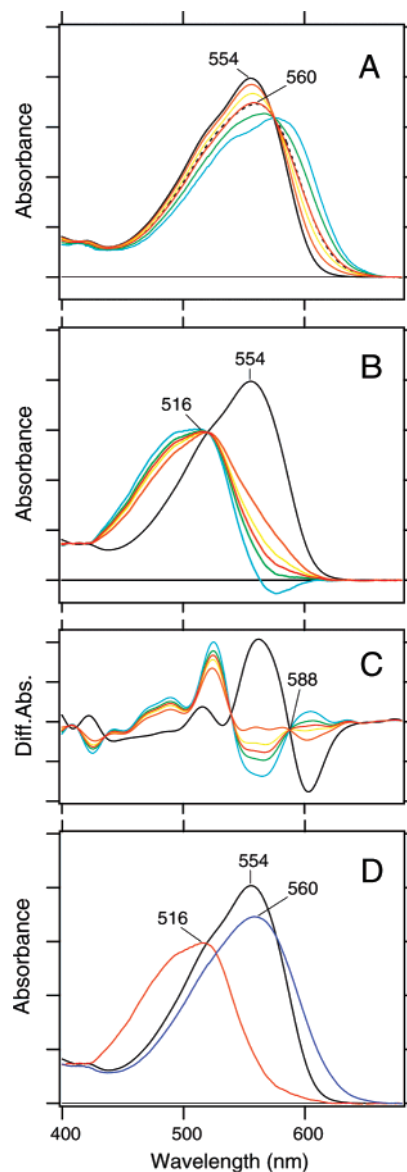 A
554
560
Absorbance
B
554
516
Absorbance
C
588
Diff.Abs.
D
554
560
516
Absorbance
400
500
600
Wavelength (nm)